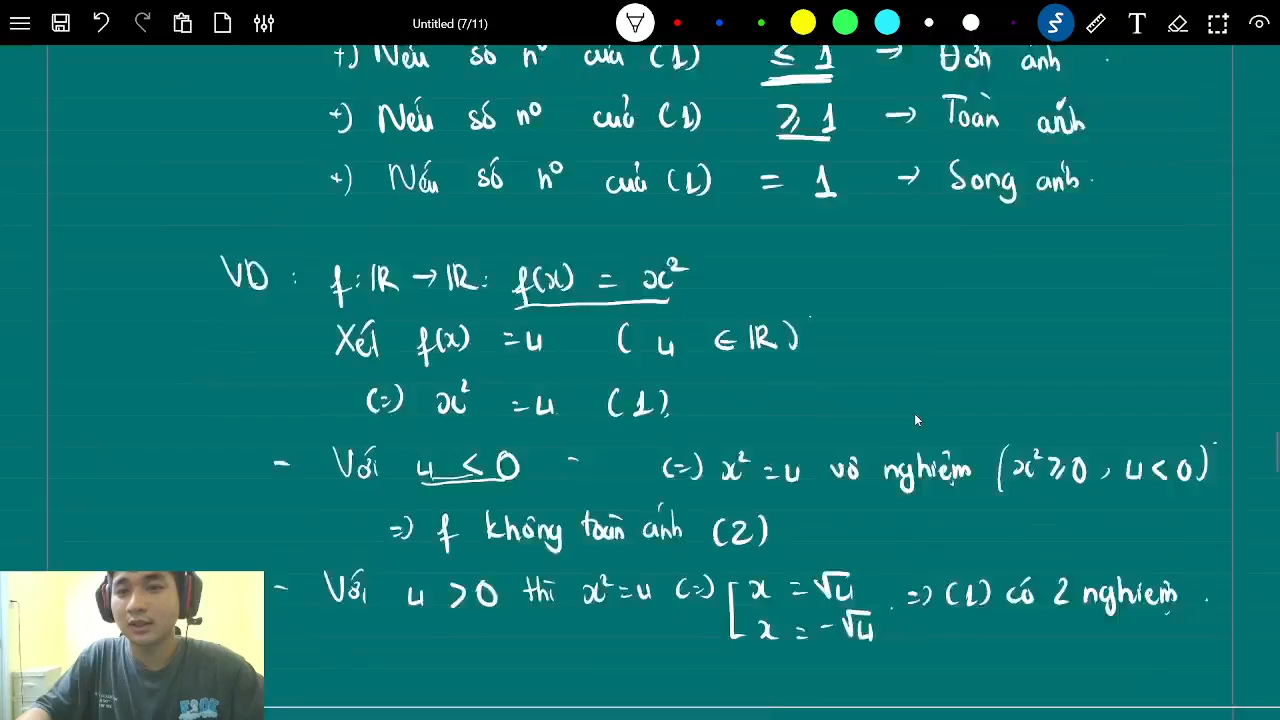 Untitled (7/11)
+) Nếu số n° của (1) ≤ 1 → Đơn ánh
+) Nếu số n° của (1) ⩾ 1 → Toàn ánh
+) Nếu số n° của (1) = 1 → Song ánh.
VD : f: ℝ → ℝ: f(x) = x²
Xét f(x) = y ( y ∈ ℝ)
(=) x² = y (1)
- Với y < 0 - (=) x² = y vô nghiệm (x² ⩾ 0, y < 0)
=) f không toàn ánh (2)
- Với y > 0 thì x² = y (=) [ x = √y
x = -√y =) (1) có 2 nghiệm.